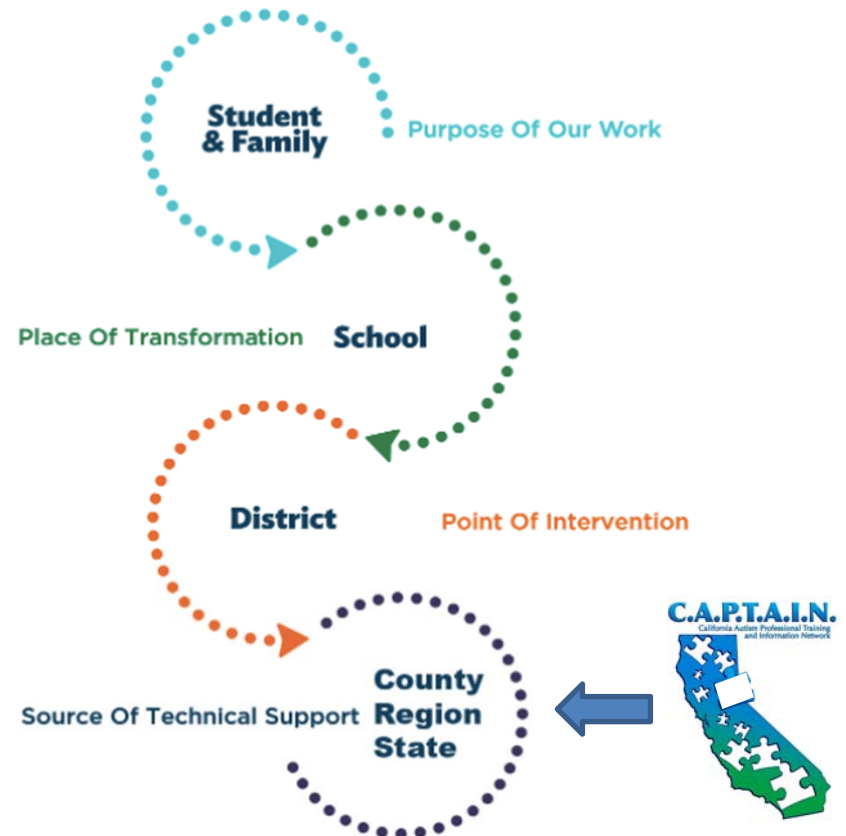 Student
& Family
Purpose Of Our Work
Place Of Transformation
School
District
Point Of Intervention
C.A.P.T.A.I.N.
California Autism Professional Training
and Information Network
Source Of Technical Support
County
Region
State